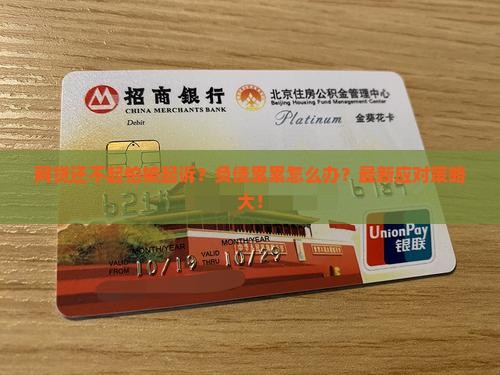 招商银行
CHINA MERCHANTS BANK
北京住房公积金管理中心
Beijing Housing Fund Management Center
Debit
Platinum 金葵花卡
网贷还不起怕被起诉?负债累累怎么办?最新应对策略
大!
6211
MONTH/YEAR
MONTH/YEAR
VALID FROM 10/19
VALID THRU 10/29
UnionPay
银联